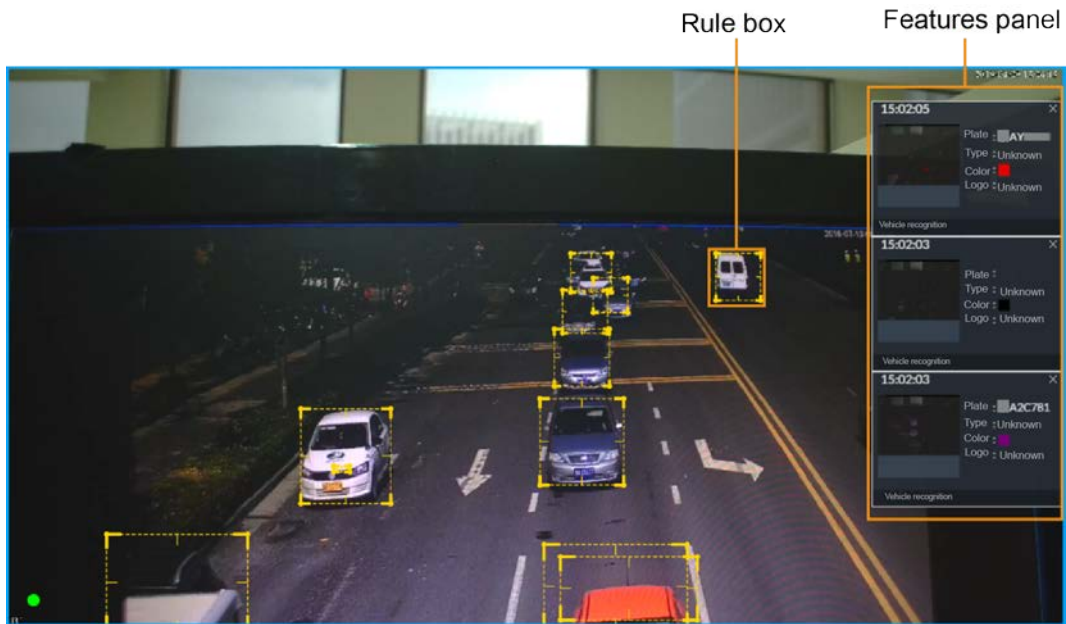 Rule box
Features panel
15:02:05
Plate : AY
Type : Unknown
Color :
Logo : Unknown
Vehicle recognition
15:02:03
Plate :
Type : Unknown
Color :
Logo : Unknown
Vehicle recognition
15:02:03
Plate : A2C781
Type : Unknown
Color :
Logo : Unknown
Vehicle recognition